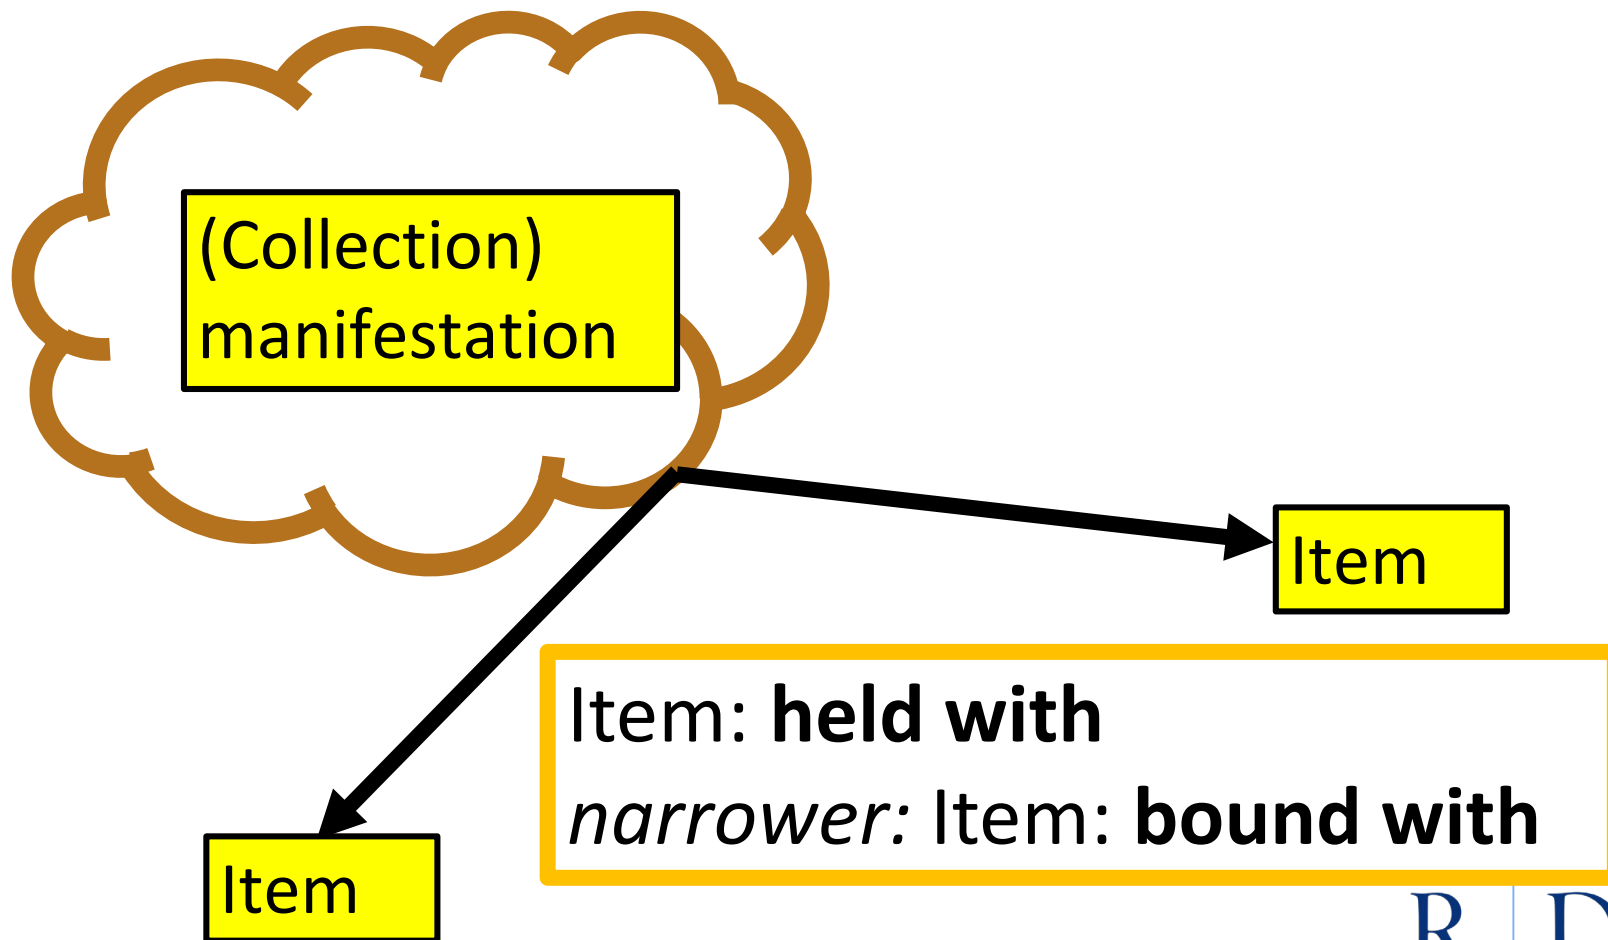 (Collection)
manifestation
Item
Item: held with
narrower: Item: bound with
Item
R D